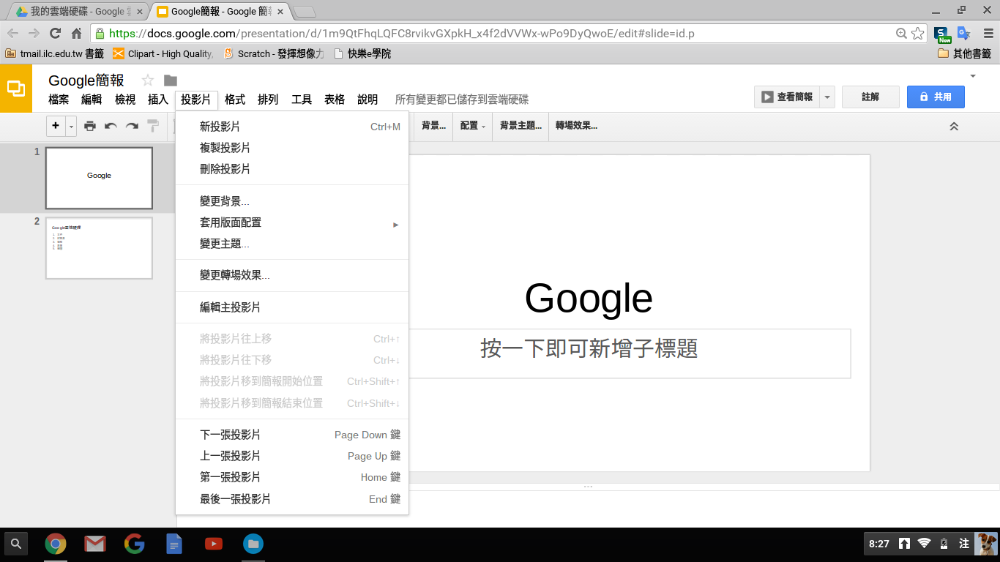 我的雲端硬碟 - Google
Google簡報 - Google 簡報
https://docs.google.com/presentation/d/1m9QtFhqLQFC8rvikvGXpkH_x4f2dVVWx-wPo9DyQwoE/edit#slide=id.p
New
tmail.ilc.edu.tw 書籤
Clipart - High Quality,
Scratch - 發揮想像力
快樂e學院
其他書籤
Google簡報
檔案 編輯 檢視 插入 投影片 格式 排列 工具 表格 說明 所有變更都已儲存到雲端硬碟
查看簡報
註解
共用
背景... 配置 背景主題... 轉場效果...
新投影片 Ctrl+M
複製投影片
刪除投影片
變更背景...
套用版面配置
變更主題...
變更轉場效果...
編輯主投影片
將投影片往上移 Ctrl+↑
將投影片往下移 Ctrl+↓
將投影片移到簡報開始位置 Ctrl+Shift+↑
將投影片移到簡報結束位置 Ctrl+Shift+↓
下一張投影片 Page Down 鍵
上一張投影片 Page Up 鍵
第一張投影片 Home 鍵
最後一張投影片 End 鍵
1
Google
2
Google雲端硬碟
Google
按一下即可新增子標題
8:27
注